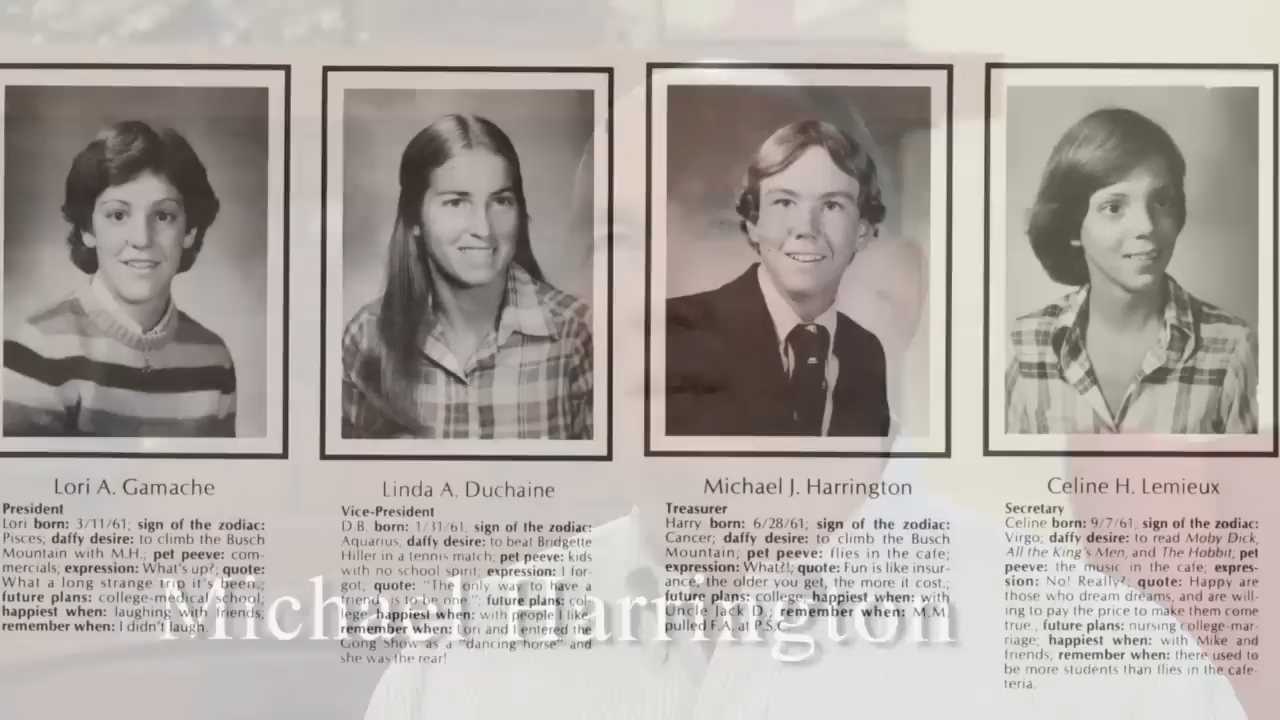 Lori A. Gamache
President
Lori born: 3/11/61; sign of the zodiac:
Pisces; daffy desire: to climb the Busch
Mountain with M.H.; pet peeve: com-
mercials; expression: What's up?; quote:
What a long strange trip it's been.;
future plans: college-medical school;
happiest when: laughing with friends;
remember when: I didn't laugh.
Linda A. Duchaine
Vice-President
D.B. born: 1/31/61, sign of the zodiac:
Aquarius, daffy desire: to beat Bridgette
Hiller in a tennis match; pet peeve: kids
with no school spirit; expression: I for-
got; quote: "The only way to have a
friend is to be one"; future plans: col-
lege; happiest when: with people I like
remember when: Lori and I entered the
Gong Show as a "dancing horse" and
she was the rear!
Michael J. Harrington
Treasurer
Harry born: 6/28/61; sign of the zodiac:
Cancer; daffy desire: to climb the Busch
Mountain; pet peeve: flies in the cafe;
expression: What?!; quote: Fun is like insur-
ance, the older you get, the more it cost.;
future plans: college, happiest when: with
Uncle Jack D.; remember when: M.M.
pulled F.A. at P.S.C.
Celine H. Lemieux
Secretary
Celine born: 9/7/61, sign of the zodiac:
Virgo; daffy desire: to read Moby Dick,
All the King's Men, and The Hobbit; pet
peeve: the music in the cafe; expres-
sion: No! Really?; quote: Happy are
those who dream dreams, and are will-
ing to pay the price to make them come
true., future plans: nursing college-mar-
riage; happiest when: with Mike and
friends; remember when: there used to
be more students than flies in the cafe-
teria.
Michael Harrington